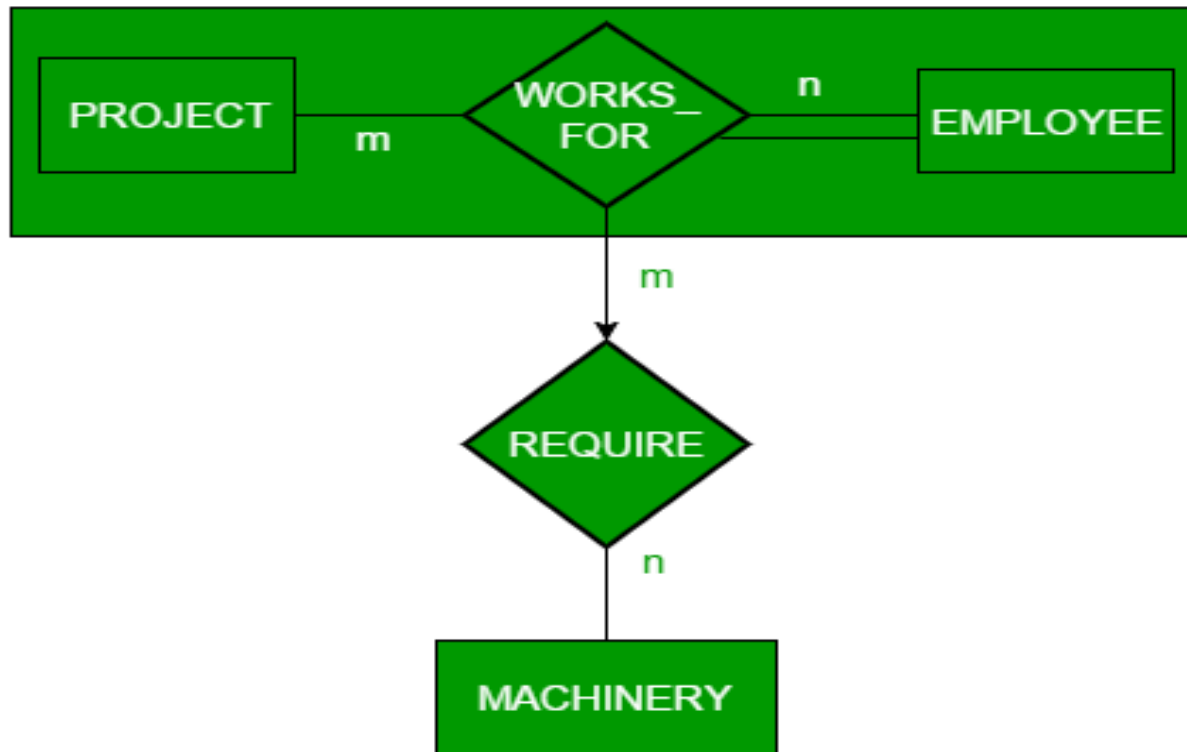 PROJECT
m
WORKS_
FOR
n
EMPLOYEE
m
REQUIRE
n
MACHINERY